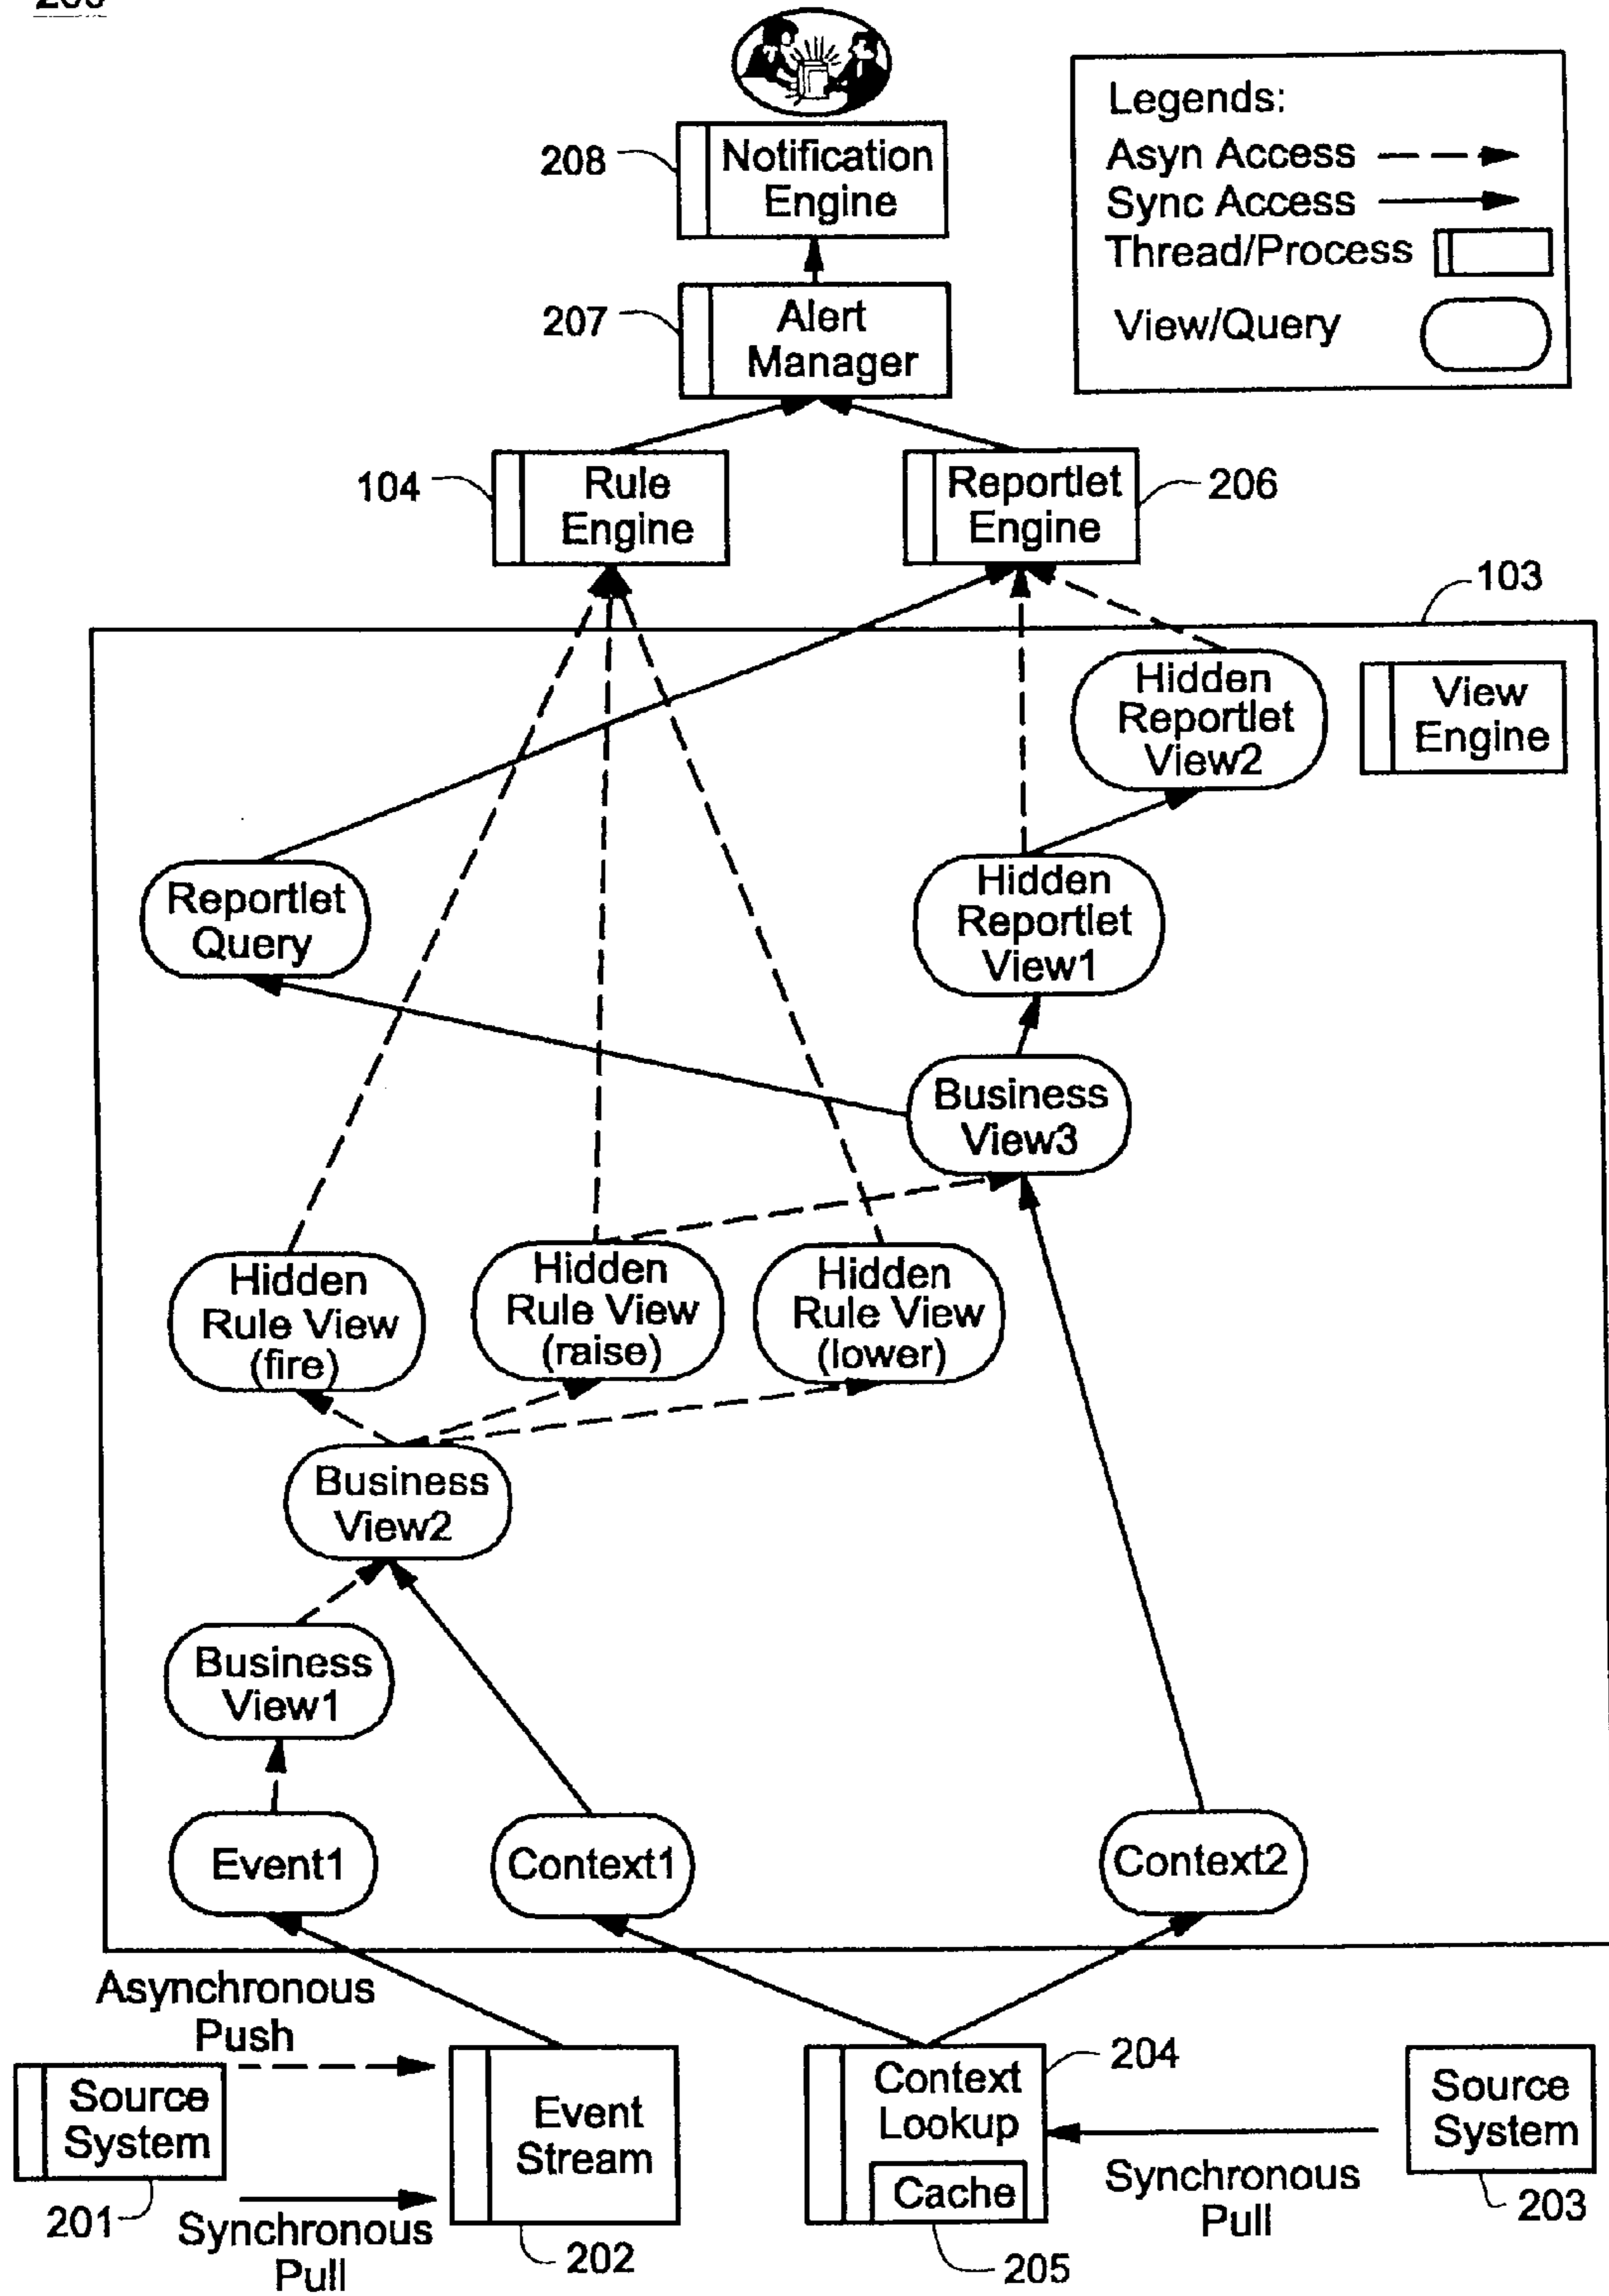 Legends:
Asyn Access
Sync Access
Thread/Process
View/Query
208
Notification
Engine
207
Alert
Manager
104
Rule
Engine
Reportlet
Engine
206
103
Hidden
Reportlet
View2
View
Engine
Reportlet
Query
Hidden
Reportlet
View1
Business
View3
Hidden
Rule View
(fire)
Hidden
Rule View
(raise)
Hidden
Rule View
(lower)
Business
View2
Business
View1
Event1
Context1
Context2
Asynchronous
Push
Source
System
201
Synchronous
Pull
Event
Stream
202
Context
Lookup
Cache
204
205
Synchronous
Pull
Source
System
203